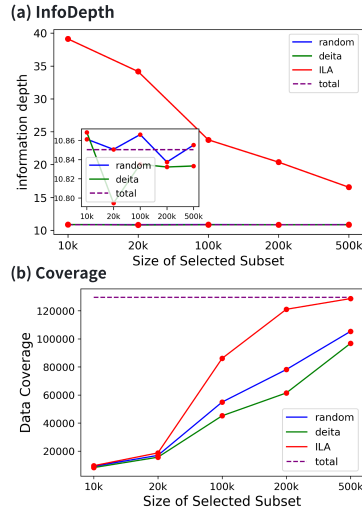 (a) InfoDepth
information depth
40
35
30
25
20
15
10
random
deita
ILA
total
10.86
10.84
10.82
10.80
random
deita
total
10k
20k
100k
200k
500k
10k
20k
100k
200k
500k
Size of Selected Subset
(b) Coverage
Data Coverage
120000
100000
80000
60000
40000
20000
random
deita
ILA
total
10k
20k
100k
200k
500k
Size of Selected Subset